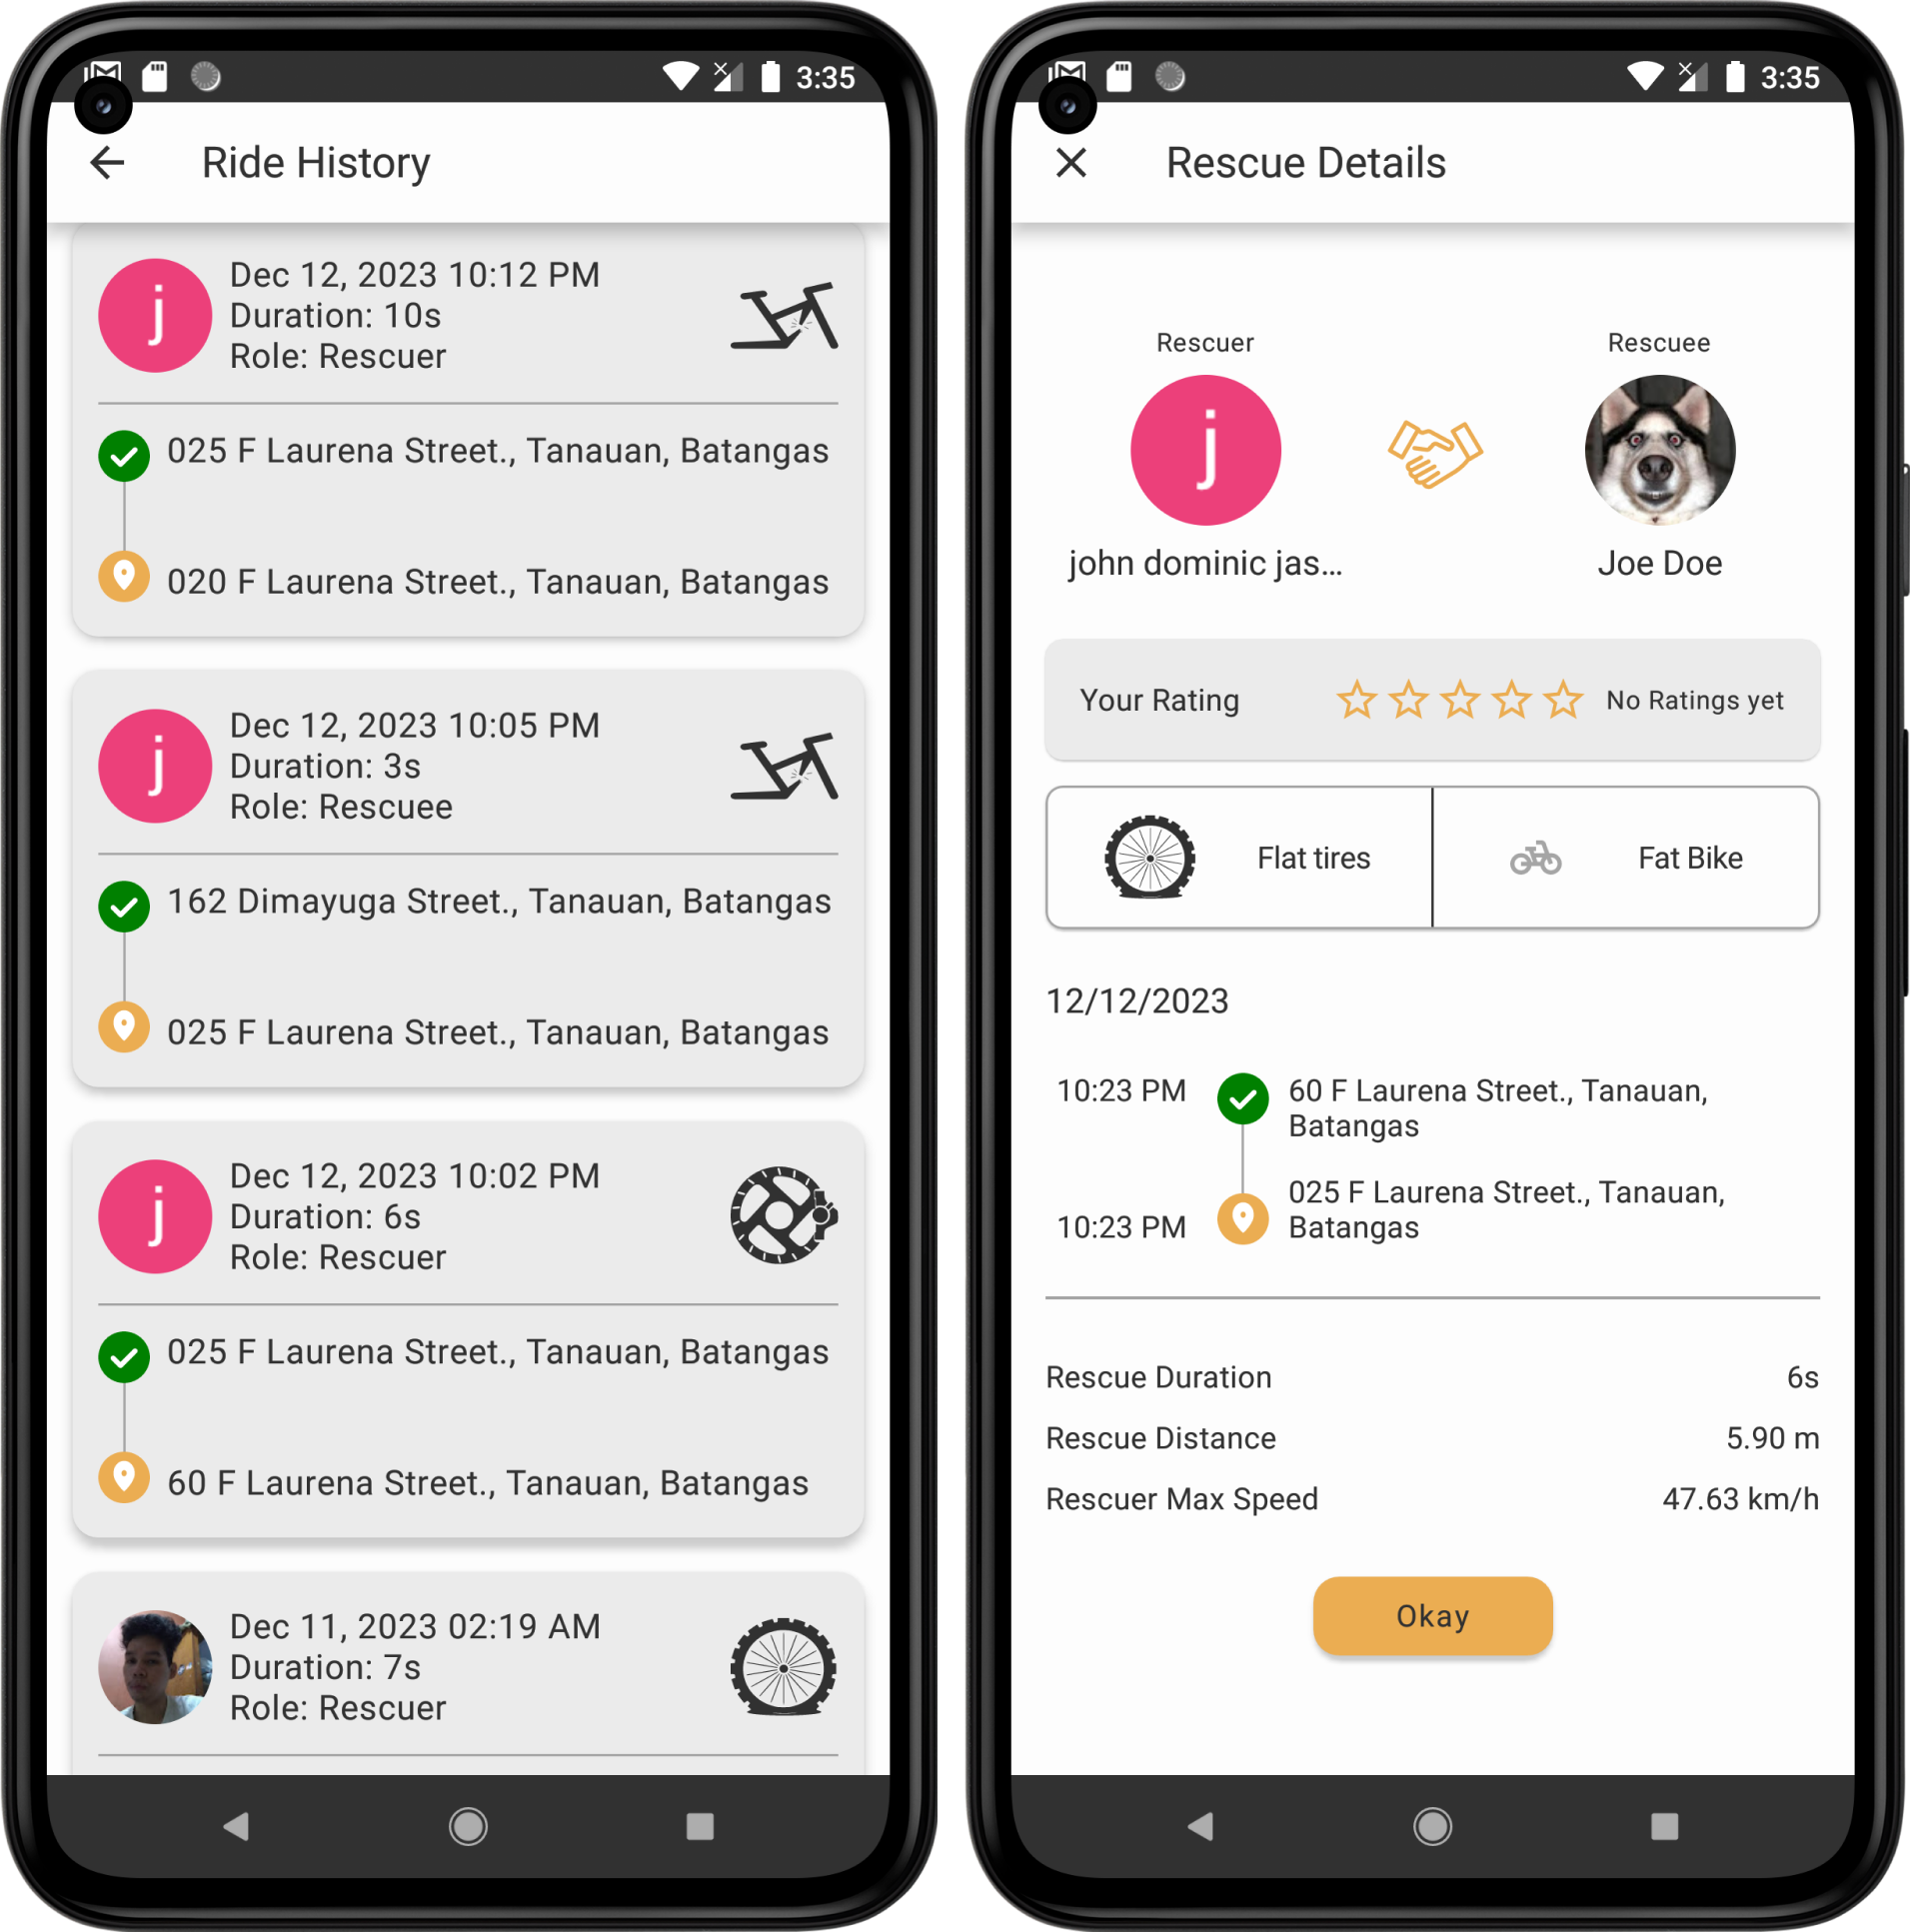 3:35
Ride History
j
Dec 12, 2023 10:12 PM
Duration: 10s
Role: Rescuer
025 F Laurena Street., Tanauan, Batangas
020 F Laurena Street., Tanauan, Batangas
j
Dec 12, 2023 10:05 PM
Duration: 3s
Role: Rescuee
162 Dimayuga Street., Tanauan, Batangas
025 F Laurena Street., Tanauan, Batangas
j
Dec 12, 2023 10:02 PM
Duration: 6s
Role: Rescuer
025 F Laurena Street., Tanauan, Batangas
60 F Laurena Street., Tanauan, Batangas
Dec 11, 2023 02:19 AM
Duration: 7s
Role: Rescuer
3:35
Rescue Details
Rescuer
Rescuee
j
john dominic jas...
Joe Doe
Your Rating
No Ratings yet
Flat tires
Fat Bike
12/12/2023
10:23 PM
60 F Laurena Street., Tanauan,
Batangas
10:23 PM
025 F Laurena Street., Tanauan,
Batangas
Rescue Duration 6s
Rescue Distance 5.90 m
Rescuer Max Speed 47.63 km/h
Okay